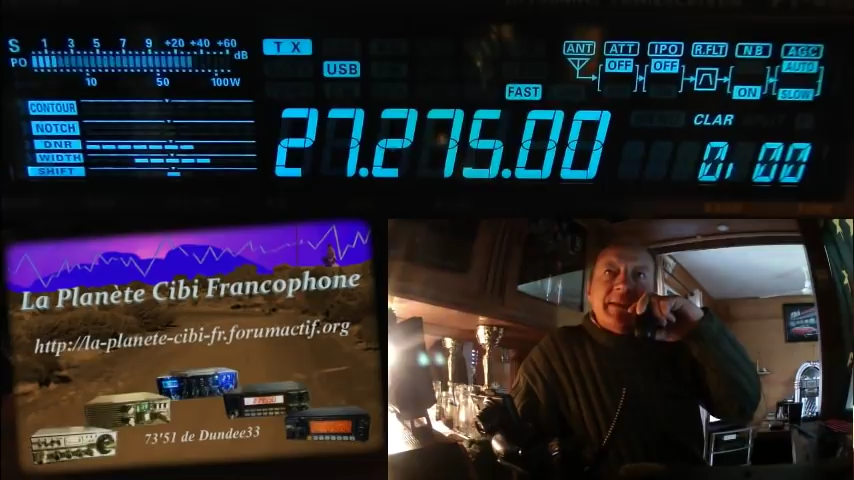 S 1 3 5 7 9 +20 +40 +60 dB
PO 10 50 100W
TX
USB
FAST
ANT ATT IPO R.FLT NB AGC
OFF OFF AUTO
ON SLOW
CONTOUR
NOTCH
DNR
WIDTH
SHIFT
27.275.00
CLAR
0, 00
La Planète Cibi Francophone
http://la-planete-cibi-fr.forumactif.org
73'51 de Dundee33